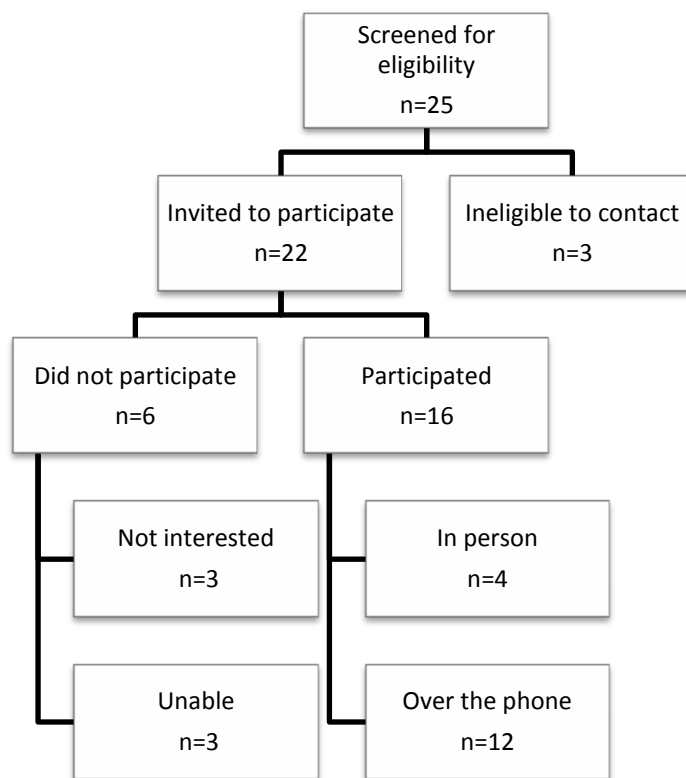 Screened for
eligibility
n=25
Invited to participate
n=22
Ineligible to contact
n=3
Did not participate
n=6
Participated
n=16
Not interested
n=3
In person
n=4
Unable
n=3
Over the phone
n=12